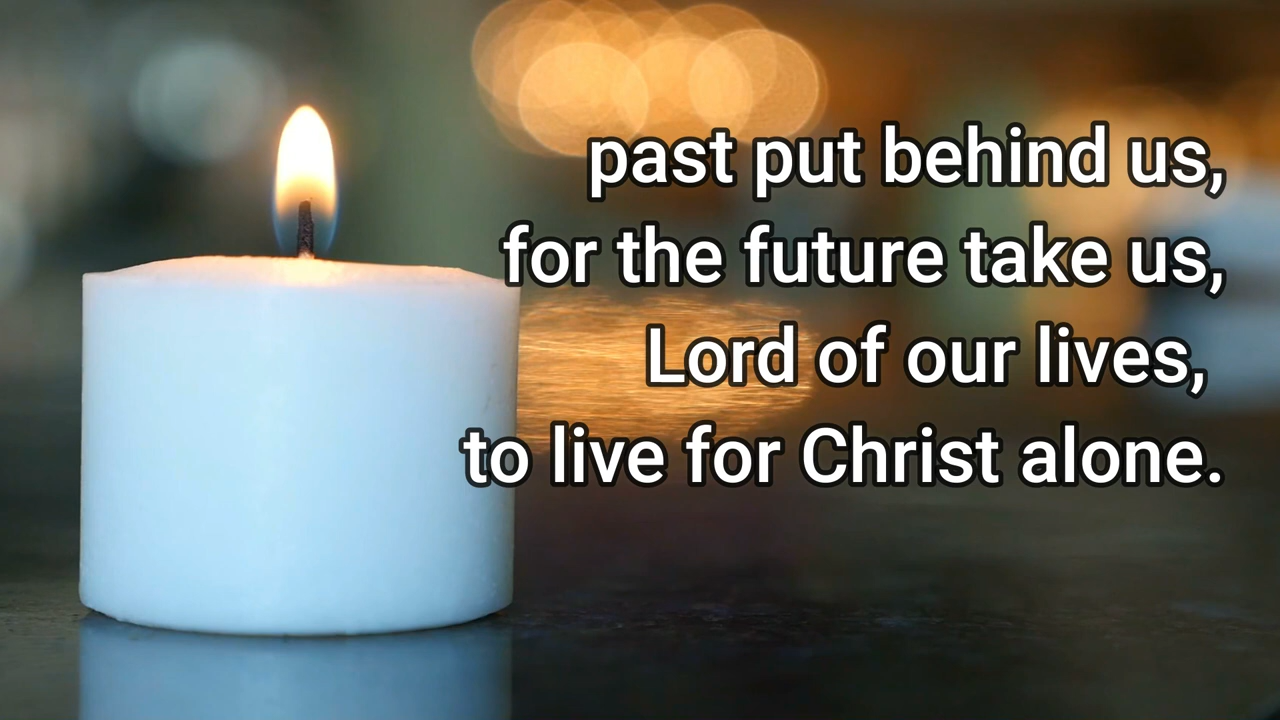 past put behind us,
for the future take us,
Lord of our lives,
to live for Christ alone.